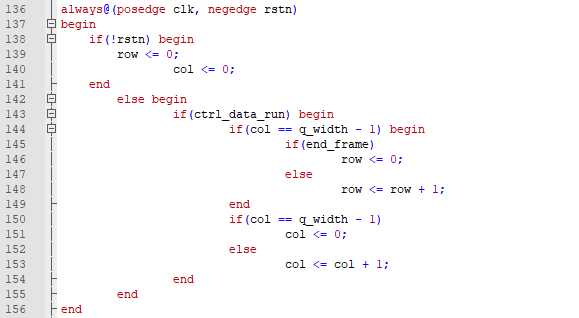 136 always@(posedge clk, negedge rstn)
137 begin
138 if(!rstn) begin
139 row <= 0;
140 col <= 0;
141 end
142 else begin
143 if(ctrl_data_run) begin
144 if(col == q_width - 1) begin
145 if(end_frame)
146 row <= 0;
147 else
148 row <= row + 1;
149 end
150 if(col == q_width - 1)
151 col <= 0;
152 else
153 col <= col + 1;
154 end
155 end
156 end